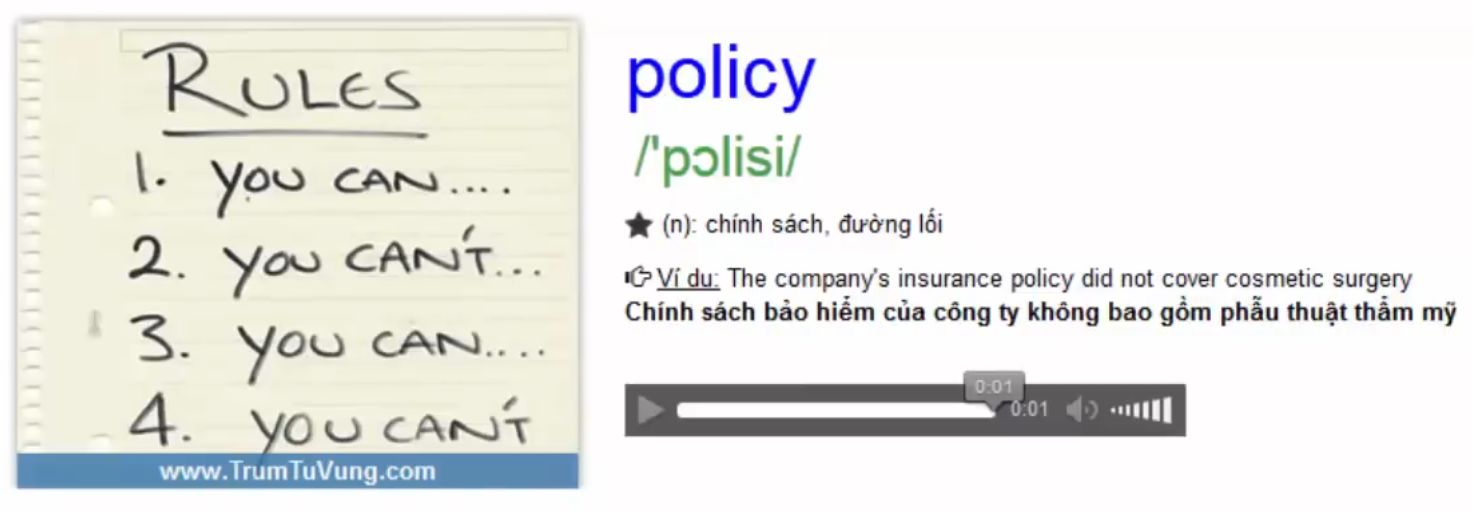 RULES
1. YOU CAN....
2. YOU CAN'T...
3. YOU CAN....
4. YOU CAN'T
www.TrumTuVung.com
policy
/'pɔlisi/
(n): chính sách, đường lối
Ví du: The company's insurance policy did not cover cosmetic surgery
Chính sách bảo hiểm của công ty không bao gồm phẫu thuật thẩm mỹ
0:01
0:01